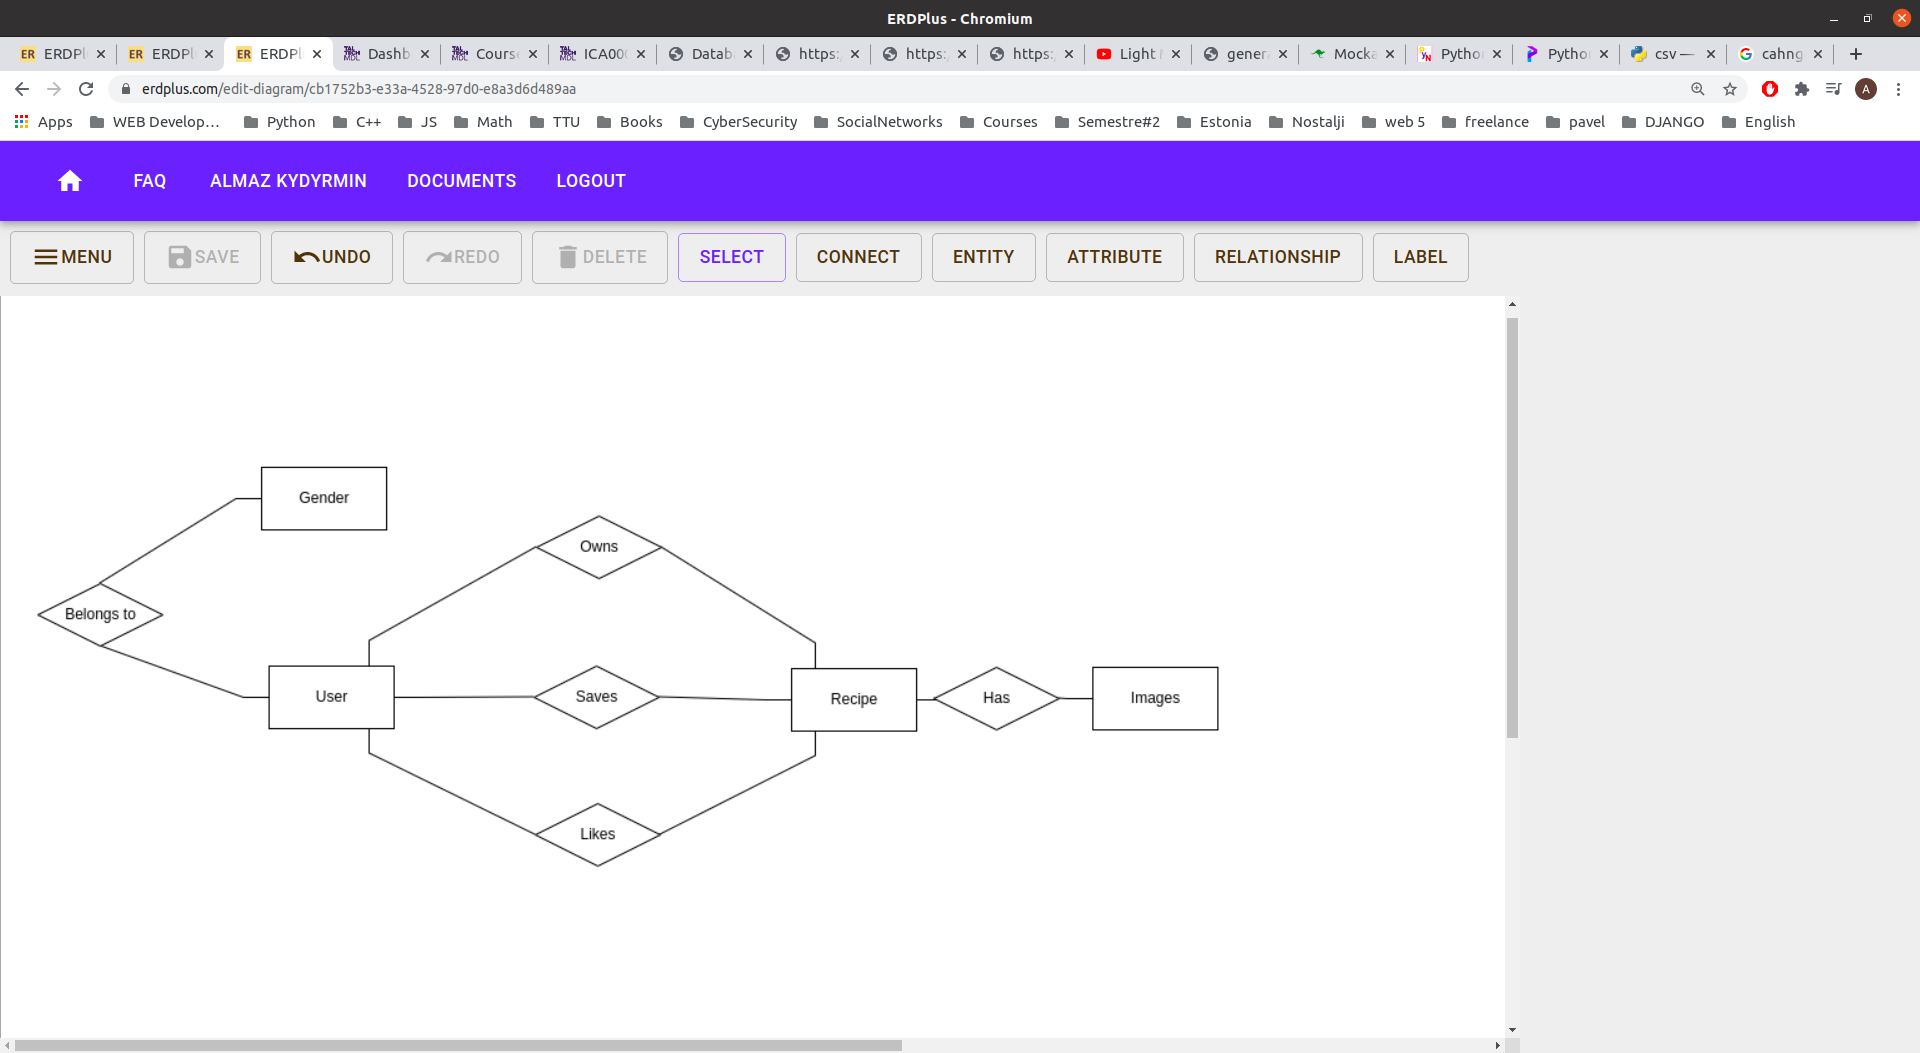 ERDPlus - Chromium
ER ERDPl ER ERDPl ER ERDPl Dashb Course ICA00 Datab https: https: https: Light gener Mocka Pytho Pytho csv — cahng
erdplus.com/edit-diagram/cb1752b3-e33a-4528-97d0-e8a3d6d489aa A
Apps WEB Develop... Python C++ JS Math TTU Books CyberSecurity SocialNetworks Courses Semestre#2 Estonia Nostalji web 5 freelance pavel DJANGO English
FAQ ALMAZ KYDYRMIN DOCUMENTS LOGOUT
MENU SAVE UNDO REDO DELETE SELECT CONNECT ENTITY ATTRIBUTE RELATIONSHIP LABEL
Gender
Owns
Belongs to
User Saves Recipe Has Images
Likes